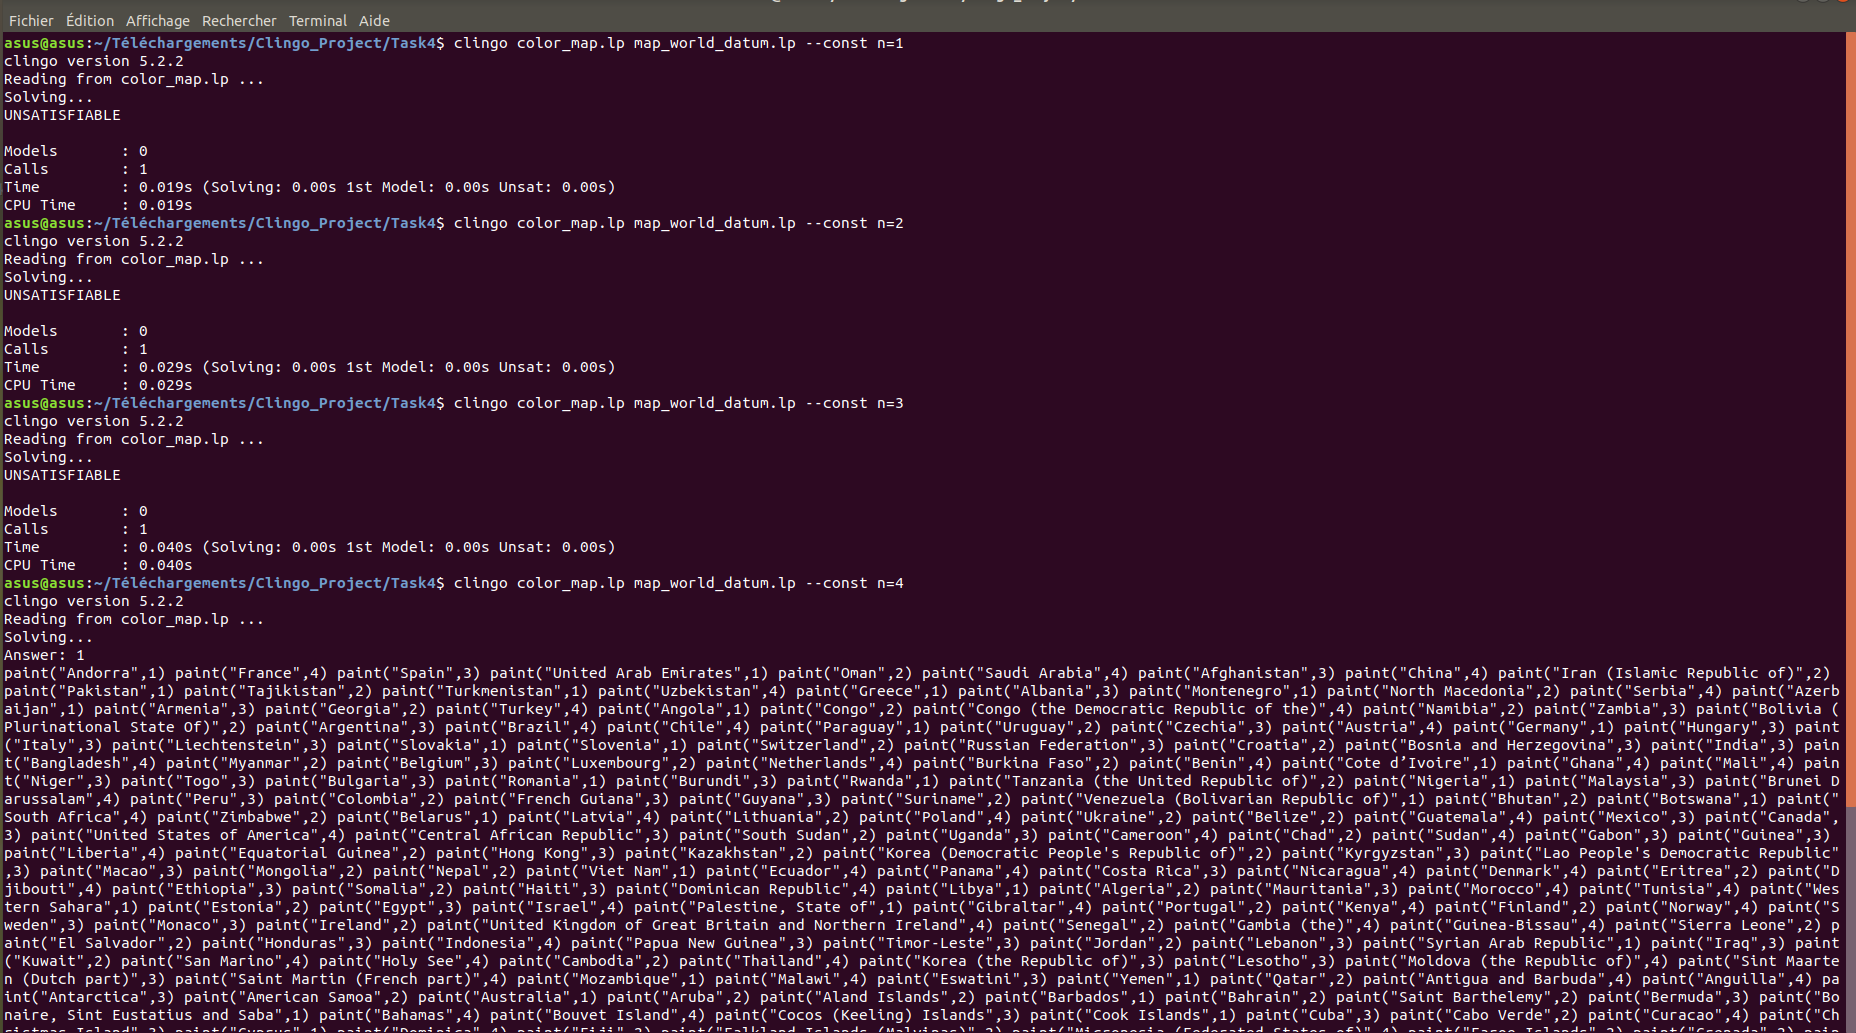 Fichier Édition Affichage Rechercher Terminal Aide
asus@asus:~/Téléchargements/Clingo_Project/Task4$ clingo color_map.lp map_world_datum.lp --const n=1
clingo version 5.2.2
Reading from color_map.lp ...
Solving...
UNSATISFIABLE
Models       : 0
Calls        : 1
Time         : 0.019s (Solving: 0.00s 1st Model: 0.00s Unsat: 0.00s)
CPU Time     : 0.019s
asus@asus:~/Téléchargements/Clingo_Project/Task4$ clingo color_map.lp map_world_datum.lp --const n=2
clingo version 5.2.2
Reading from color_map.lp ...
Solving...
UNSATISFIABLE
Models       : 0
Calls        : 1
Time         : 0.029s (Solving: 0.00s 1st Model: 0.00s Unsat: 0.00s)
CPU Time     : 0.029s
asus@asus:~/Téléchargements/Clingo_Project/Task4$ clingo color_map.lp map_world_datum.lp --const n=3
clingo version 5.2.2
Reading from color_map.lp ...
Solving...
UNSATISFIABLE
Models       : 0
Calls        : 1
Time         : 0.040s (Solving: 0.00s 1st Model: 0.00s Unsat: 0.00s)
CPU Time     : 0.040s
asus@asus:~/Téléchargements/Clingo_Project/Task4$ clingo color_map.lp map_world_datum.lp --const n=4
clingo version 5.2.2
Reading from color_map.lp ...
Solving...
Answer: 1
paint("Andorra",1) paint("France",4) paint("Spain",3) paint("United Arab Emirates",1) paint("Oman",2) paint("Saudi Arabia",4) paint("Afghanistan",3) paint("China",4) paint("Iran (Islamic Republic of)",2)
paint("Pakistan",1) paint("Tajikistan",2) paint("Turkmenistan",1) paint("Uzbekistan",4) paint("Greece",1) paint("Albania",3) paint("Montenegro",1) paint("North Macedonia",2) paint("Serbia",4) paint("Azerb
aijan",1) paint("Armenia",3) paint("Georgia",2) paint("Turkey",4) paint("Angola",1) paint("Congo",2) paint("Congo (the Democratic Republic of the)",4) paint("Namibia",2) paint("Zambia",3) paint("Bolivia (
Plurinational State Of)",2) paint("Argentina",3) paint("Brazil",4) paint("Chile",4) paint("Paraguay",1) paint("Uruguay",2) paint("Czechia",3) paint("Austria",4) paint("Germany",1) paint("Hungary",3) paint
("Italy",3) paint("Liechtenstein",3) paint("Slovakia",1) paint("Slovenia",1) paint("Switzerland",2) paint("Russian Federation",3) paint("Croatia",2) paint("Bosnia and Herzegovina",3) paint("India",3) pain
t("Bangladesh",4) paint("Myanmar",2) paint("Belgium",3) paint("Luxembourg",2) paint("Netherlands",4) paint("Burkina Faso",2) paint("Benin",4) paint("Cote d’Ivoire",1) paint("Ghana",4) paint("Mali",4) pain
t("Niger",3) paint("Togo",3) paint("Bulgaria",3) paint("Romania",1) paint("Burundi",3) paint("Rwanda",1) paint("Tanzania (the United Republic of)",2) paint("Nigeria",1) paint("Malaysia",3) paint("Brunei D
arussalam",4) paint("Peru",3) paint("Colombia",2) paint("French Guiana",3) paint("Guyana",3) paint("Suriname",2) paint("Venezuela (Bolivarian Republic of)",1) paint("Bhutan",2) paint("Botswana",1) paint("
South Africa",4) paint("Zimbabwe",2) paint("Belarus",1) paint("Latvia",4) paint("Lithuania",2) paint("Poland",4) paint("Ukraine",2) paint("Belize",2) paint("Guatemala",4) paint("Mexico",3) paint("Canada",
3) paint("United States of America",4) paint("Central African Republic",3) paint("South Sudan",2) paint("Uganda",3) paint("Cameroon",4) paint("Chad",2) paint("Sudan",4) paint("Gabon",3) paint("Guinea",3)
paint("Liberia",4) paint("Equatorial Guinea",2) paint("Hong Kong",3) paint("Kazakhstan",2) paint("Korea (Democratic People's Republic of)",2) paint("Kyrgyzstan",3) paint("Lao People's Democratic Republic"
,3) paint("Macao",3) paint("Mongolia",2) paint("Nepal",2) paint("Viet Nam",1) paint("Ecuador",4) paint("Panama",4) paint("Costa Rica",3) paint("Nicaragua",4) paint("Denmark",4) paint("Eritrea",2) paint("D
jibouti",4) paint("Ethiopia",3) paint("Somalia",2) paint("Haiti",3) paint("Dominican Republic",4) paint("Libya",1) paint("Algeria",2) paint("Mauritania",3) paint("Morocco",4) paint("Tunisia",4) paint("Wes
tern Sahara",1) paint("Estonia",2) paint("Egypt",3) paint("Israel",4) paint("Palestine, State of",1) paint("Gibraltar",4) paint("Portugal",2) paint("Kenya",4) paint("Finland",2) paint("Norway",4) paint("S
weden",3) paint("Monaco",3) paint("Ireland",2) paint("United Kingdom of Great Britain and Northern Ireland",4) paint("Senegal",2) paint("Gambia (the)",4) paint("Guinea-Bissau",4) paint("Sierra Leone",2) p
aint("El Salvador",2) paint("Honduras",3) paint("Indonesia",4) paint("Papua New Guinea",3) paint("Timor-Leste",3) paint("Jordan",2) paint("Lebanon",3) paint("Syrian Arab Republic",1) paint("Iraq",3) paint
("Kuwait",2) paint("San Marino",4) paint("Holy See",4) paint("Cambodia",2) paint("Thailand",4) paint("Korea (the Republic of)",3) paint("Lesotho",3) paint("Moldova (the Republic of)",4) paint("Sint Maarte
n (Dutch part)",3) paint("Saint Martin (French part)",4) paint("Mozambique",1) paint("Malawi",4) paint("Eswatini",3) paint("Yemen",1) paint("Qatar",2) paint("Antigua and Barbuda",4) paint("Anguilla",4) pa
int("Antarctica",3) paint("American Samoa",2) paint("Australia",1) paint("Aruba",2) paint("Aland Islands",2) paint("Barbados",1) paint("Bahrain",2) paint("Saint Barthelemy",2) paint("Bermuda",3) paint("Bo
naire, Sint Eustatius and Saba",1) paint("Bahamas",4) paint("Bouvet Island",4) paint("Cocos (Keeling) Islands",3) paint("Cook Islands",1) paint("Cuba",3) paint("Cabo Verde",2) paint("Curacao",4) paint("Ch
ristmas Island",3) paint("Cyprus",1) paint("Dominica",4) paint("Fiji",2) paint("Falkland Islands (Malvinas)",2) paint("Micronesia (Federated States of)",4) paint("Faroe Islands",2) paint("Grenada",2) pai